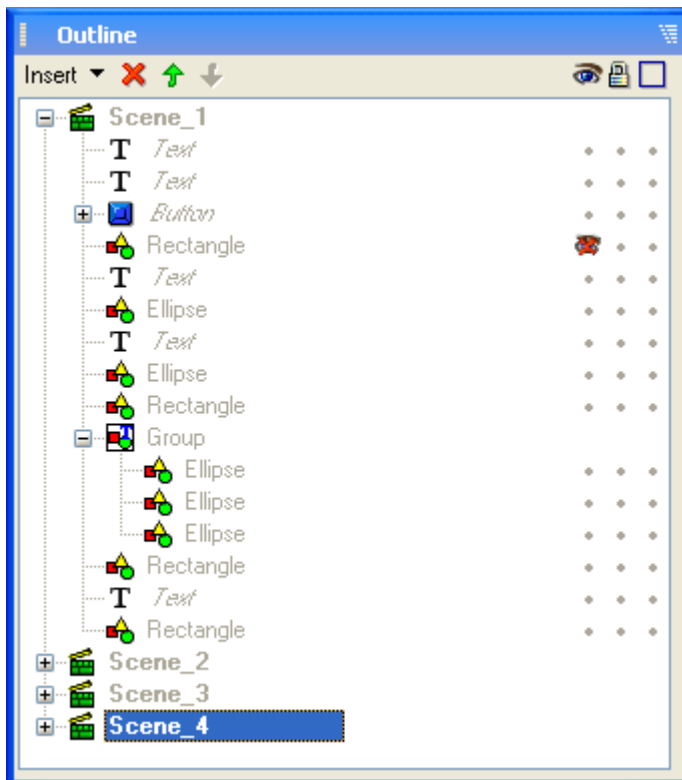 Outline
Insert
Scene_1
T Text
T Text
Button
Rectangle
T Text
Ellipse
T Text
Ellipse
Rectangle
Group
Ellipse
Ellipse
Ellipse
Rectangle
T Text
Rectangle
Scene_2
Scene_3
Scene_4